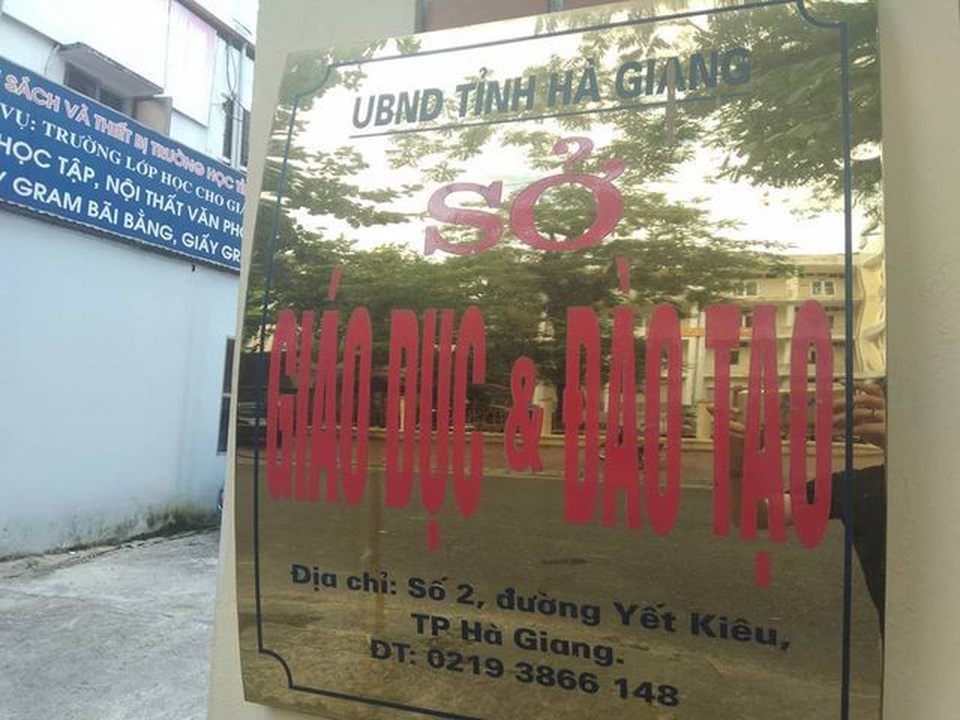 SÁCH VÀ THIẾT BỊ TRƯỜNG HỌC
VỤ: TRƯỜNG LỚP HỌC CHO
HỌC TẬP, NỘI THẤT VĂN
GRAM BÃI BẰNG, GIẤY
UBND TỈNH HÀ GIANG
SỞ
GIÁO DỤC & ĐÀO TẠO
Địa chỉ: Số 2, đường Yết Kiêu,
TP Hà Giang.
ĐT: 0219 3866 148